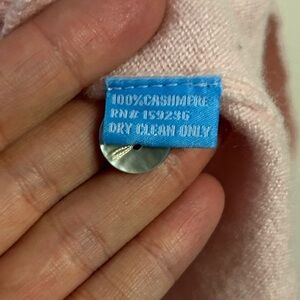 100% CASHMERE
RN# 159236
DRY CLEAN ONLY